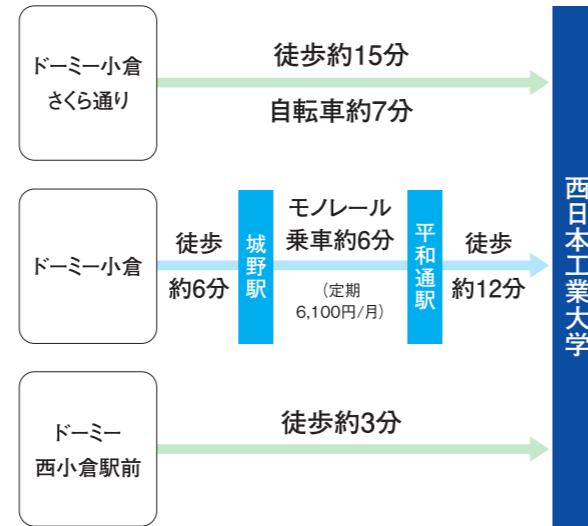 ドーミー小倉
さくら通り
徒歩約15分
自転車約7分
ドーミー小倉
徒歩
約6分
城野駅
モノレール
乗車約6分
(定期
6,100円/月)
平和通駅
徒歩
約12分
ドーミー
西小倉駅前
徒歩約3分
西日本工業大学